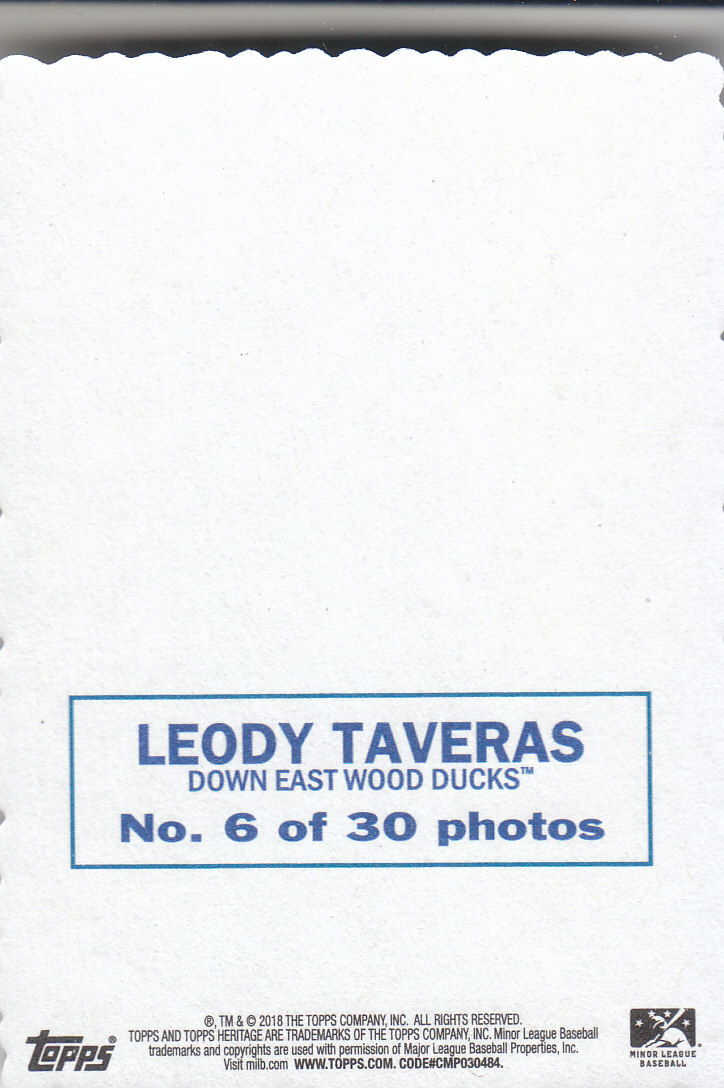 LEODY TAVERAS
DOWN EAST WOOD DUCKS™
No. 6 of 30 photos
®, TM & © 2018 THE TOPPS COMPANY, INC. ALL RIGHTS RESERVED.
TOPPS AND TOPPS HERITAGE ARE TRADEMARKS OF THE TOPPS COMPANY, INC. Minor League Baseball
trademarks and copyrights are used with permission of Major League Baseball Properties, Inc.
Visit milb.com WWW.TOPPS.COM. CODE#CMP030484.
topps®
MINOR LEAGUE
BASEBALL